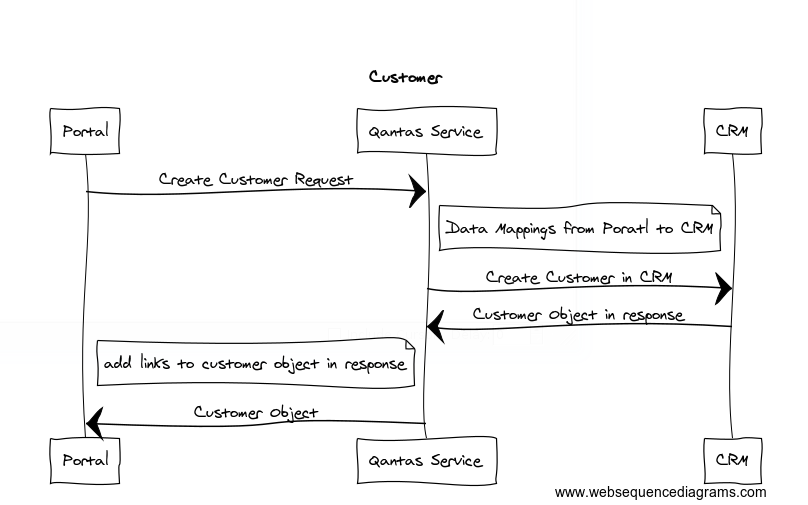 Customer
Portal
Qantas Service
CRM
Create Customer Request
Data Mappings from Poratl to CRM
Create Customer in CRM
Customer Object in response
add links to customer object in response
Customer Object
Portal
Qantas Service
CRM
www.websequencediagrams.com